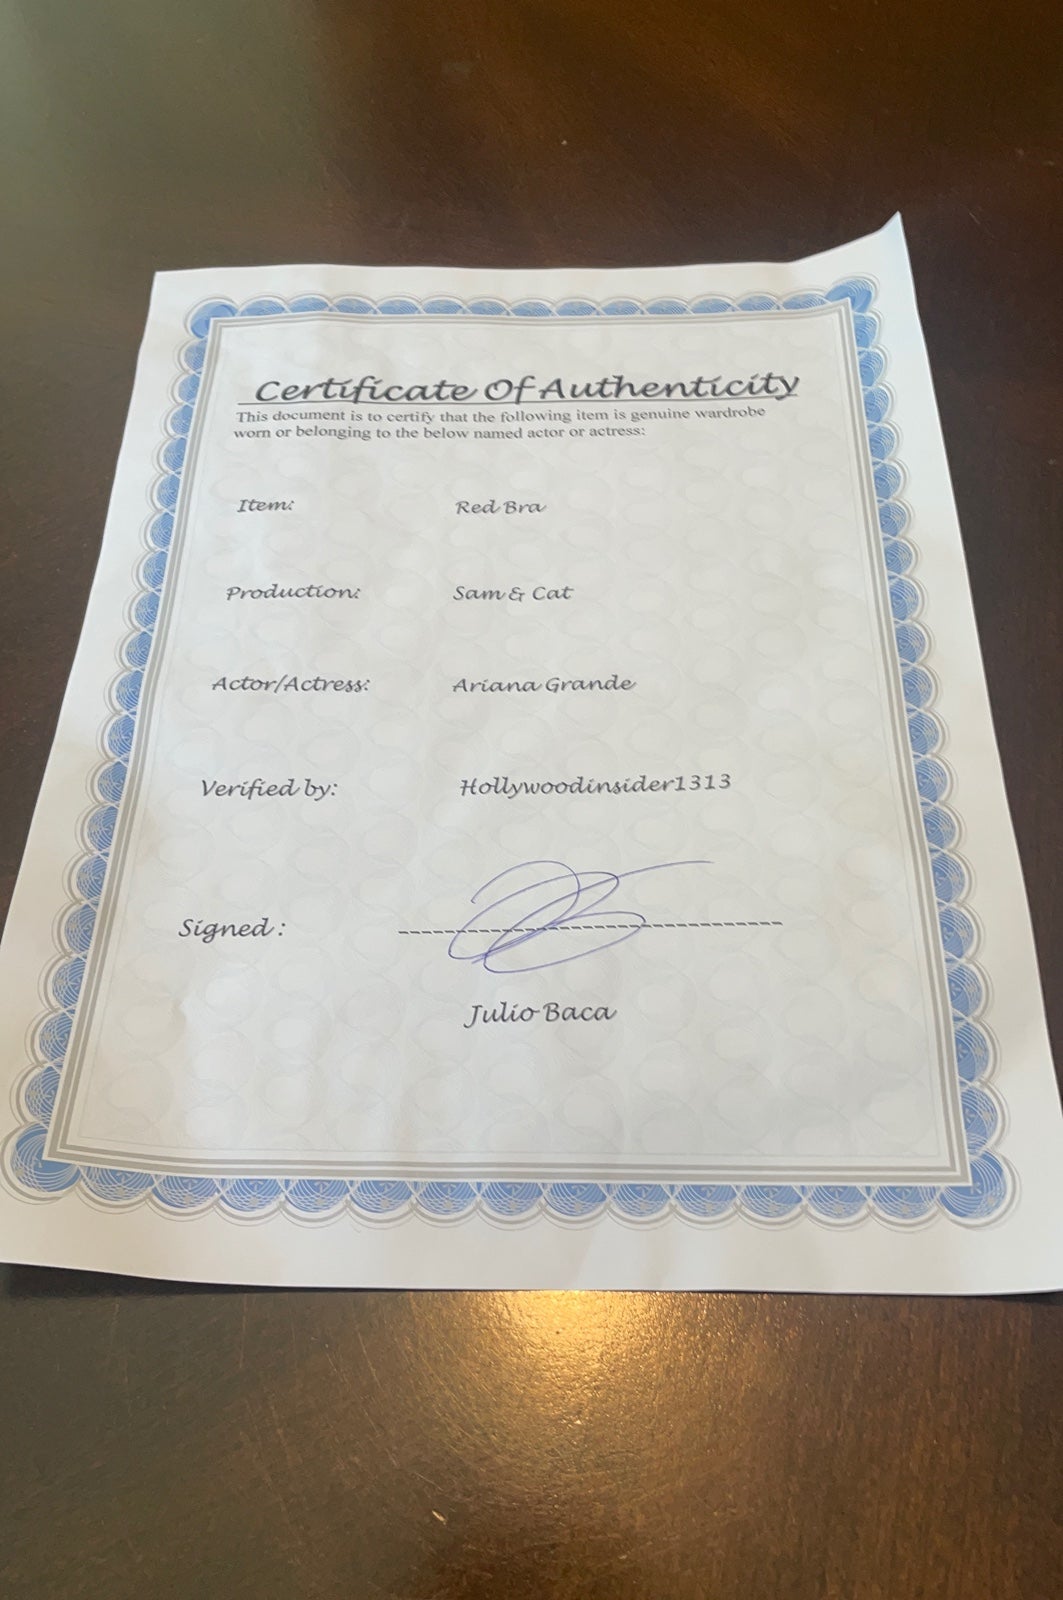 Certificate Of Authenticity
This document is to certify that the following item is genuine wardrobe
worn or belonging to the below named actor or actress:
Item: Red Bra
Production: Sam & Cat
Actor/Actress: Ariana Grande
Verified by: Hollywoodinsider1313
Signed :
Julio Baca